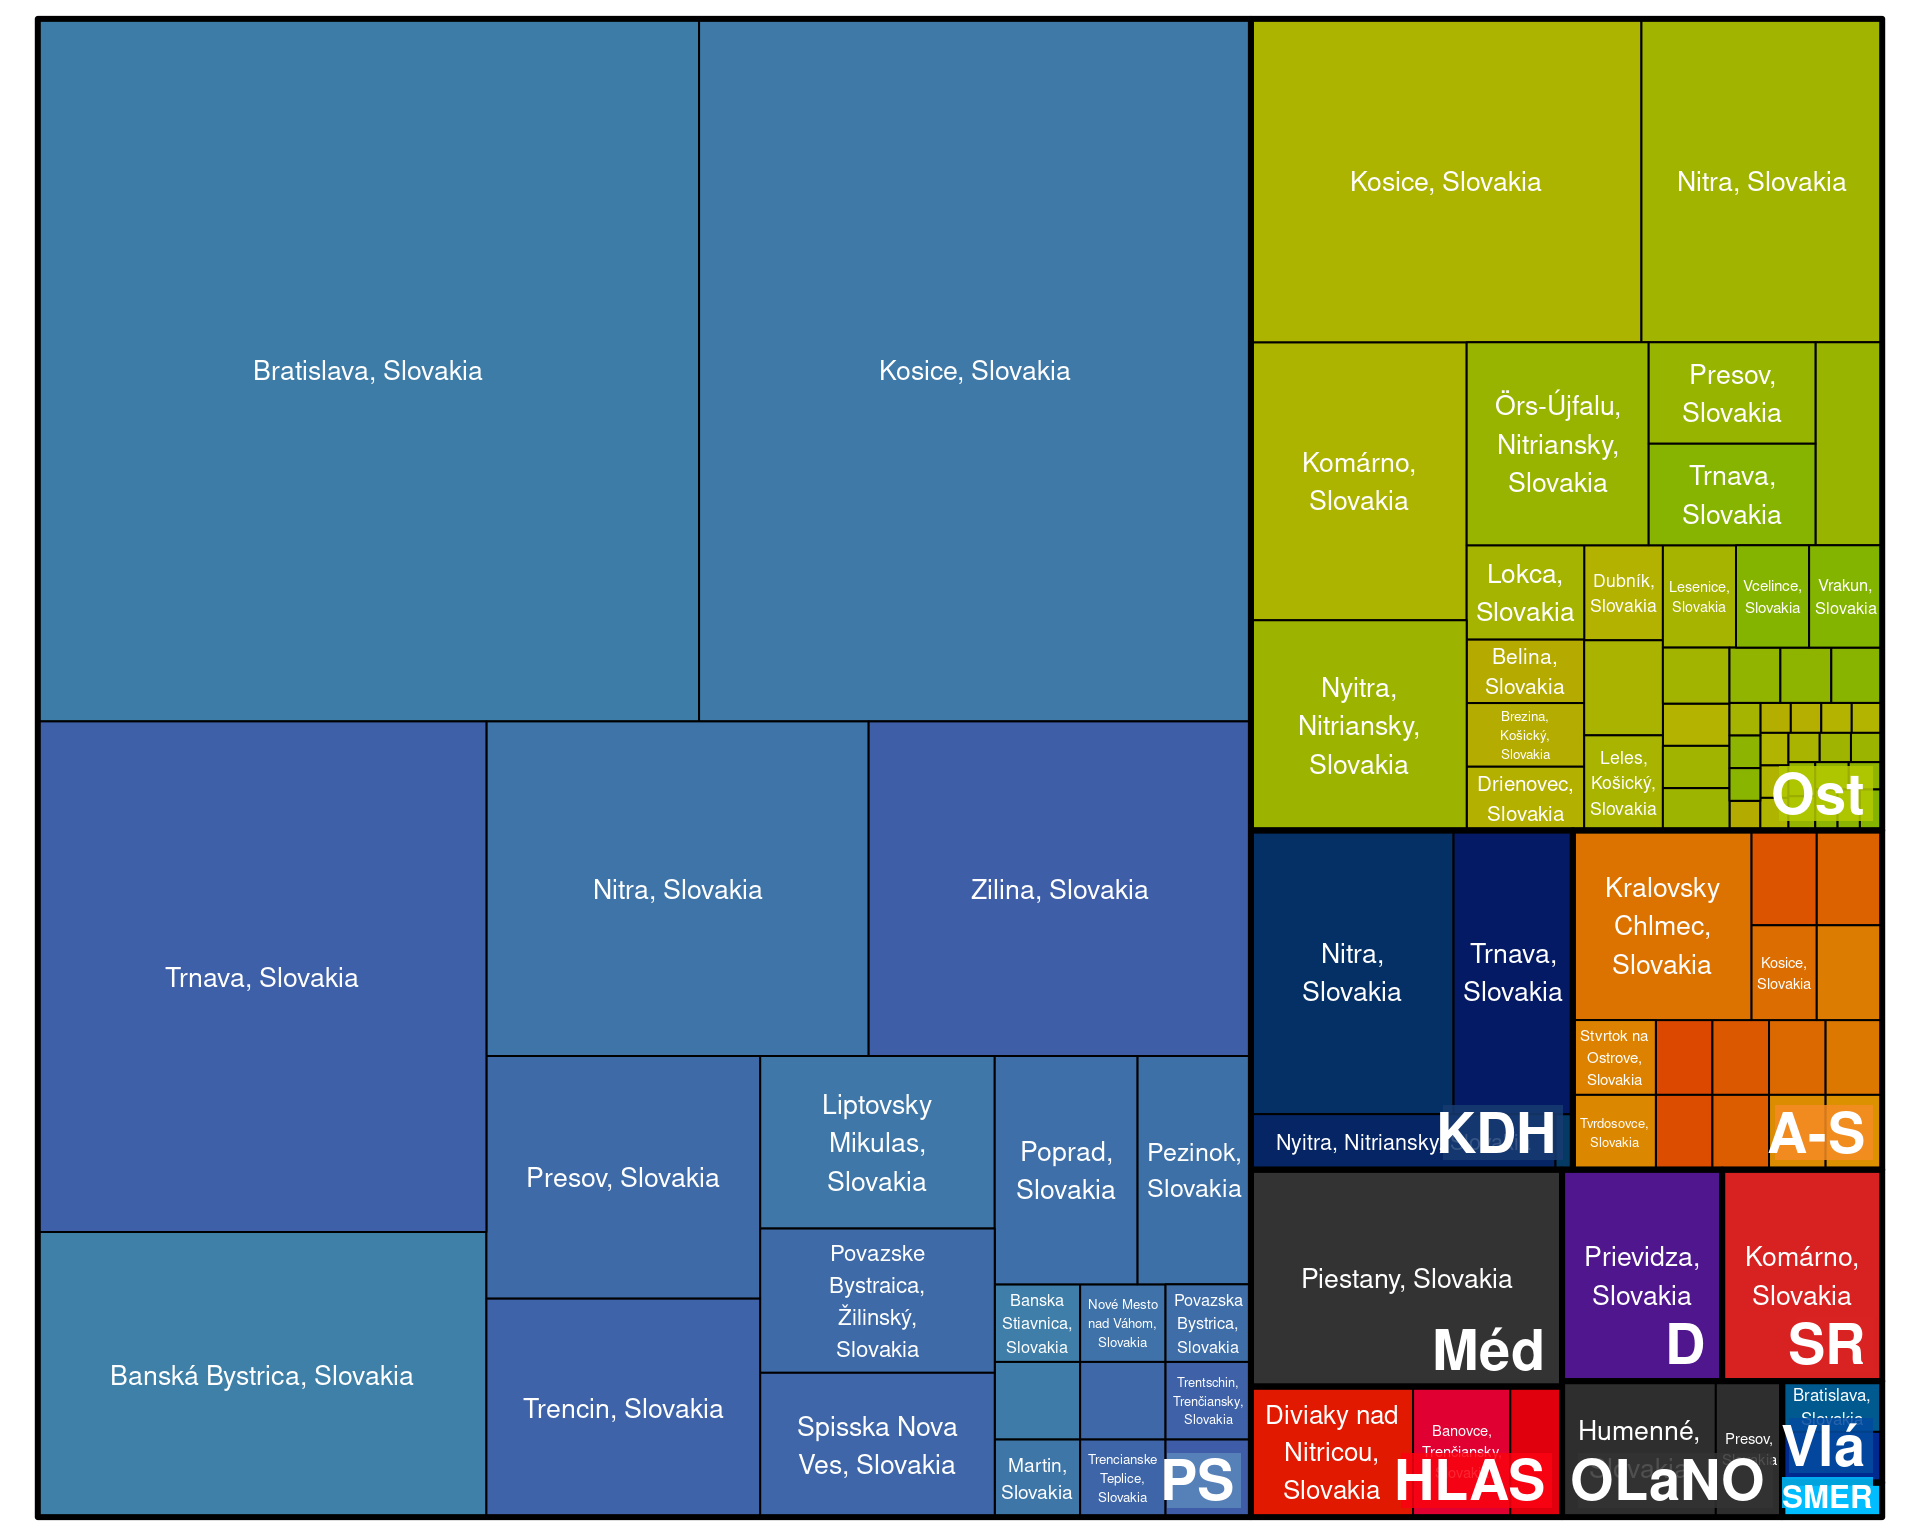 Bratislava, Slovakia
Kosice, Slovakia
Trnava, Slovakia
Nitra, Slovakia
Zilina, Slovakia
Banská Bystrica, Slovakia
Presov, Slovakia
Trencin, Slovakia
Liptovsky
Mikulas,
Slovakia
Povazske
Bystraica,
Žilinský,
Slovakia
Spisska Nova
Ves, Slovakia
Poprad,
Slovakia
Pezinok,
Slovakia
Banska
Stiavnica,
Slovakia
Nové Mesto
nad Váhom,
Slovakia
Povazska
Bystrica,
Slovakia
Trentschin,
Trenčiansky,
Slovakia
Martin,
Slovakia
Trencianske
Teplice,
Slovakia
PS
Kosice, Slovakia
Nitra, Slovakia
Komárno,
Slovakia
Nyitra,
Nitriansky,
Slovakia
Örs-Újfalu,
Nitriansky,
Slovakia
Presov,
Slovakia
Trnava,
Slovakia
Lokca,
Slovakia
Belina,
Slovakia
Brezina,
Košický,
Slovakia
Drienovec,
Slovakia
Dubník,
Slovakia
Leles,
Košický,
Slovakia
Lesenice,
Slovakia
Vcelince,
Slovakia
Vrakun,
Slovakia
Ost
Nitra,
Slovakia
Trnava,
Slovakia
Nyitra, Nitriansky,
KDH
Kralovsky
Chlmec,
Slovakia
Kosice,
Slovakia
Stvrtok na
Ostrove,
Slovakia
Tvrdosovce,
Slovakia
A-S
Piestany, Slovakia
Méd
Prievidza,
Slovakia
D
Komárno,
Slovakia
SR
Diviaky nad
Nitricou,
Slovakia
Banovce,
Trenčiansky,
Slovakia
HLAS
Humenné,
Slovakia
Presov,
Slovakia
OLaNO
Bratislava,
Slovakia
Vlá
SMER